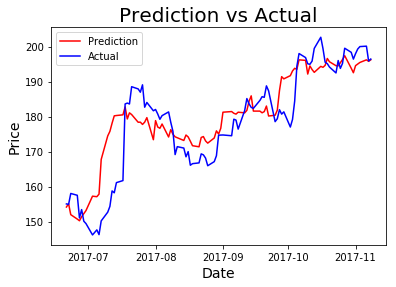 Prediction vs Actual
Prediction
Actual
Price
200
190
180
170
160
150
2017-07
2017-08
2017-09
2017-10
2017-11
Date